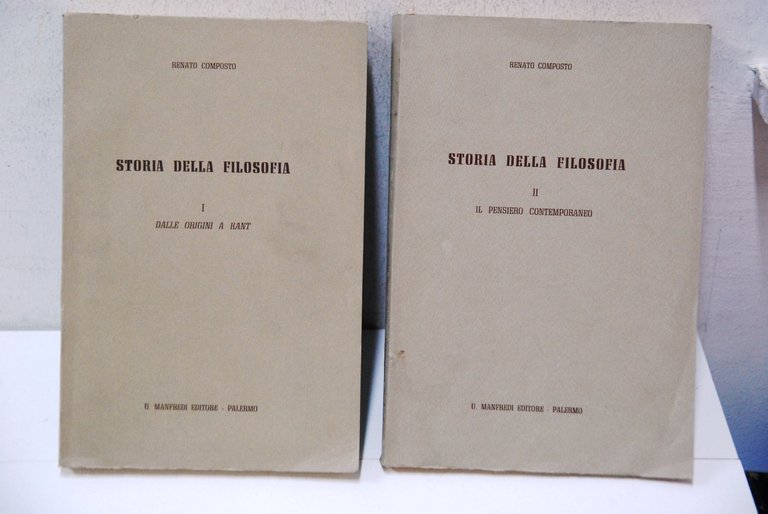 RENATO COMPOSTO
STORIA DELLA FILOSOFIA
I
DALLE ORIGINI A KANT
U. MANFREDI EDITORE - PALERMO
RENATO COMPOSTO
STORIA DELLA FILOSOFIA
II
IL PENSIERO CONTEMPORANEO
U. MANFREDI EDITORE - PALERMO